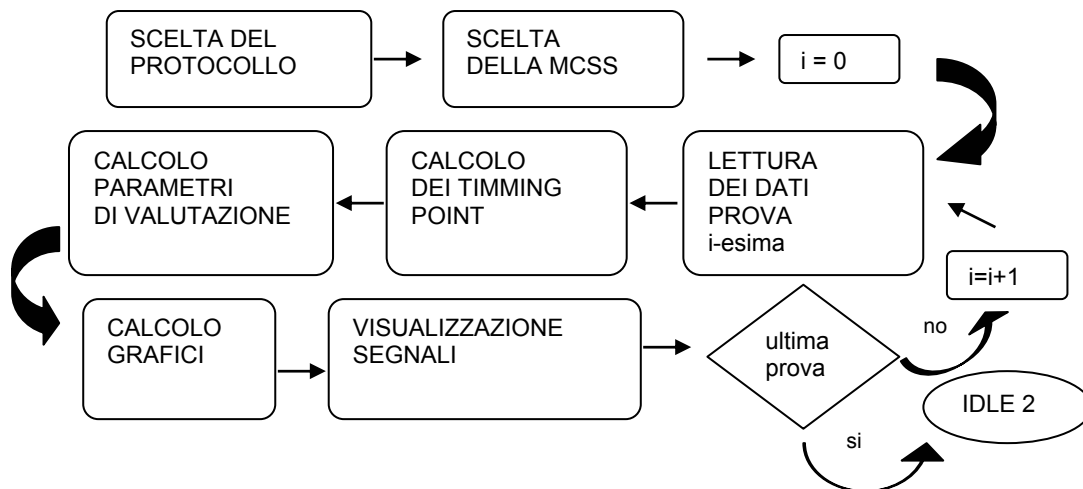 SCELTA DEL
PROTOCOLLO
SCELTA
DELLA MCSS
i = 0
CALCOLO
PARAMETRI
DI VALUTAZIONE
CALCOLO
DEI TIMMING
POINT
LETTURA
DEI DATI
PROVA
i-esima
i=i+1
CALCOLO
GRAFICI
VISUALIZZAZIONE
SEGNALI
ultima
prova
no
IDLE 2
si